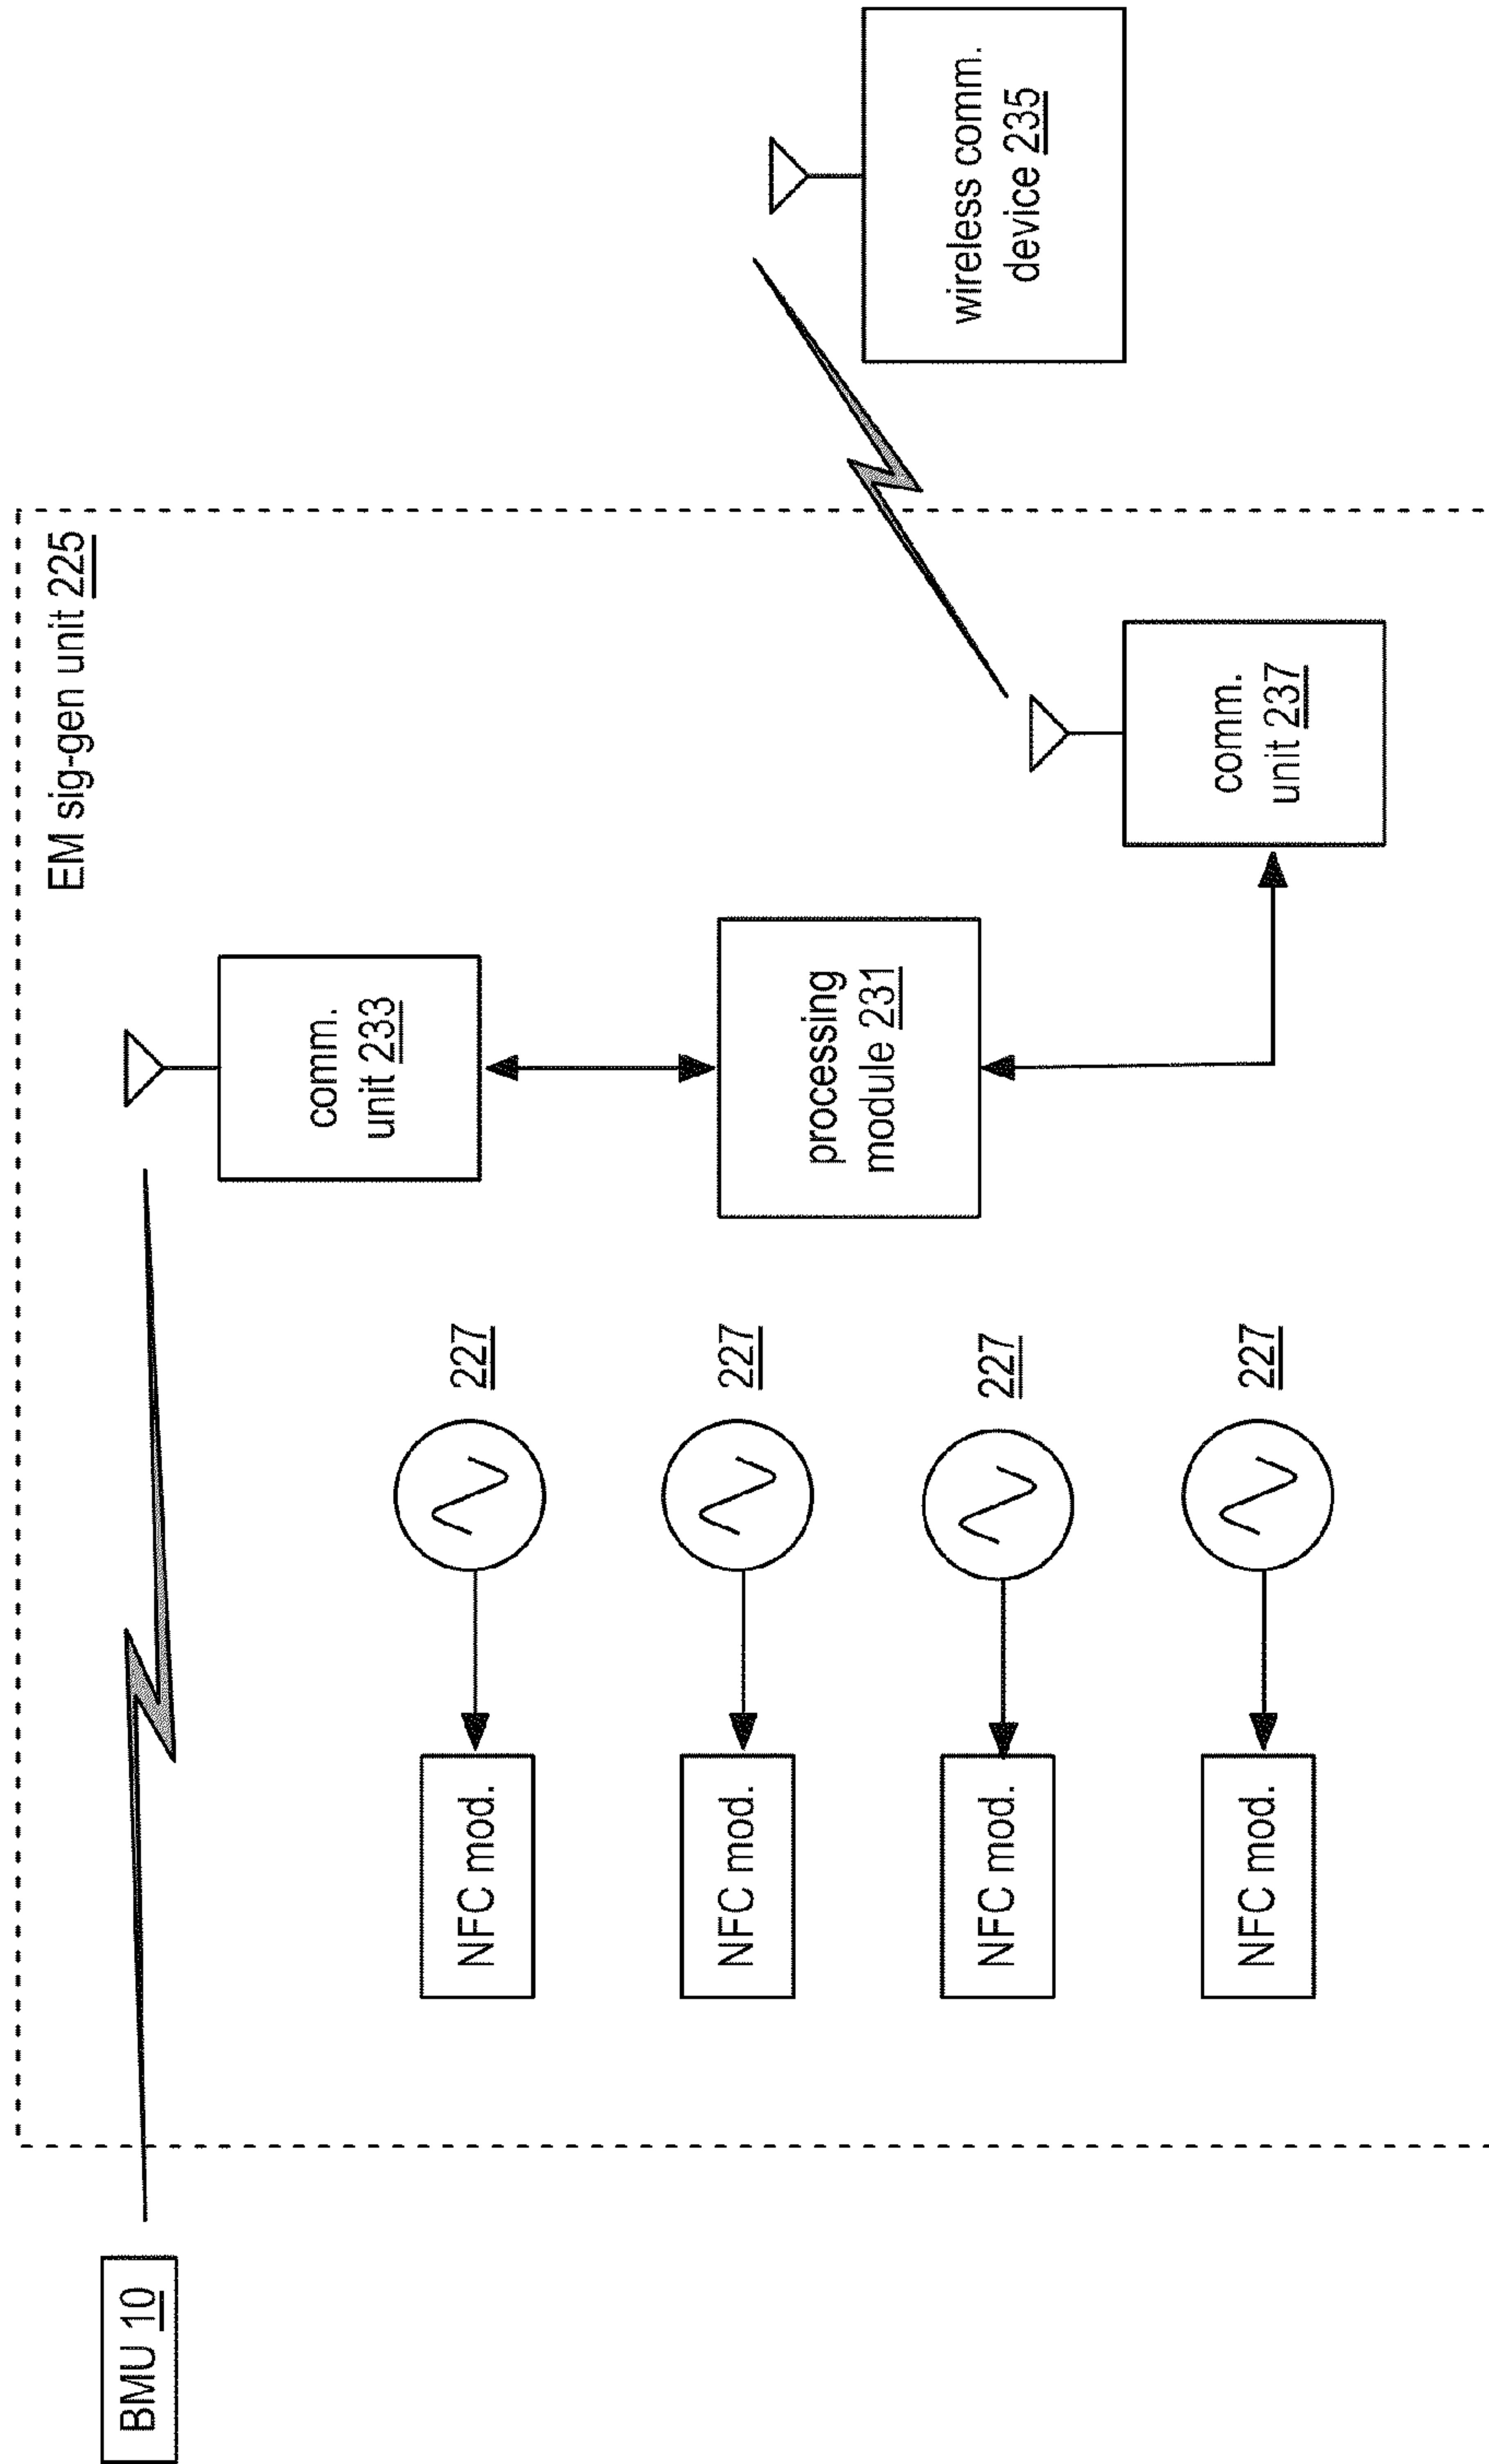 EM sig-gen unit 225
BMU 10
comm.
unit 233
227
NFC mod.
227
NFC mod.
processing
module 231
227
NFC mod.
227
NFC mod.
comm.
unit 237
wireless comm.
device 235